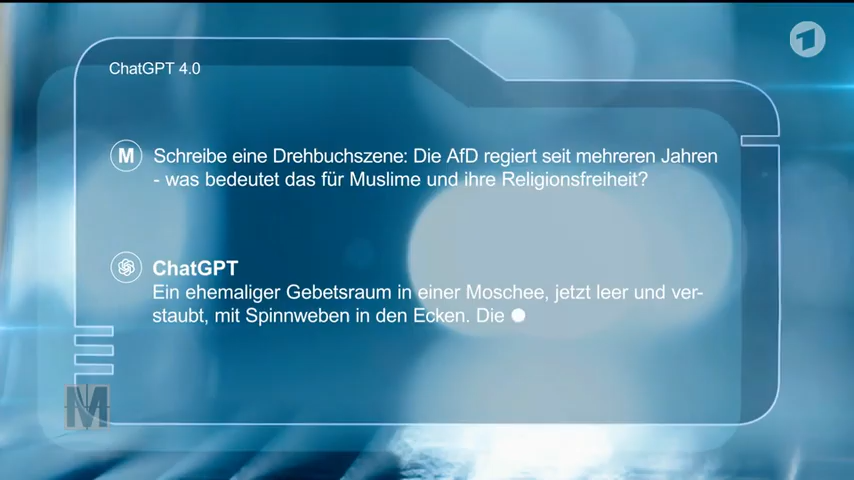 ChatGPT 4.0
M Schreibe eine Drehbuchszene: Die AfD regiert seit mehreren Jahren
- was bedeutet das für Muslime und ihre Religionsfreiheit?
ChatGPT
Ein ehemaliger Gebetsraum in einer Moschee, jetzt leer und ver-
staubt, mit Spinnweben in den Ecken. Die
M
1